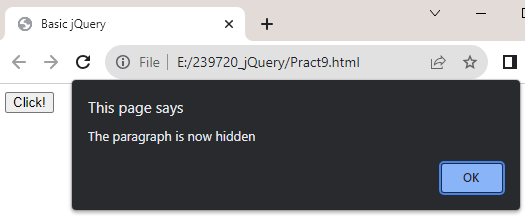 Basic jQuery
File | E:/239720_jQuery/Pract9.html
Click!
This page says
The paragraph is now hidden
OK